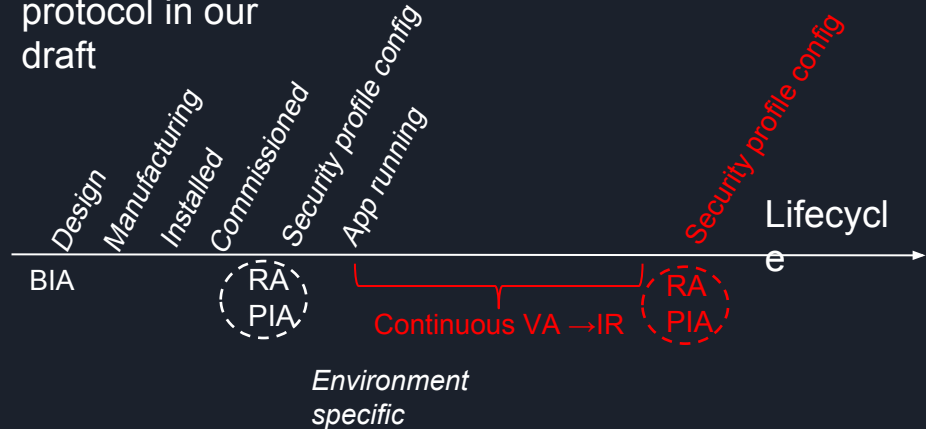 protocol in our
draft
Design
Manufacturing
Installed
Commissioned
Security profile config
App running
Security profile config
Lifecycl
e
BIA
RA
PIA
Continuous VA →IR
RA
PIA
Environment
specific